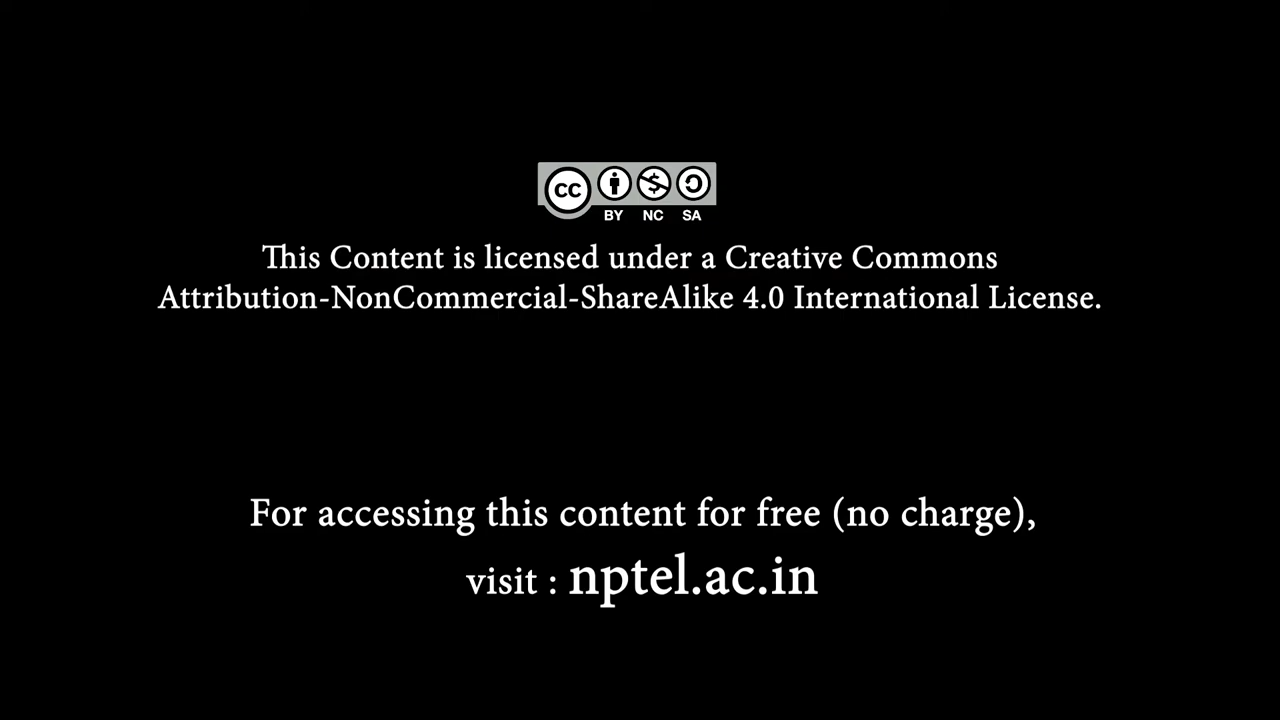 cc
BY NC SA
This Content is licensed under a Creative Commons
Attribution-NonCommercial-ShareAlike 4.0 International License.
For accessing this content for free (no charge),
visit : nptel.ac.in